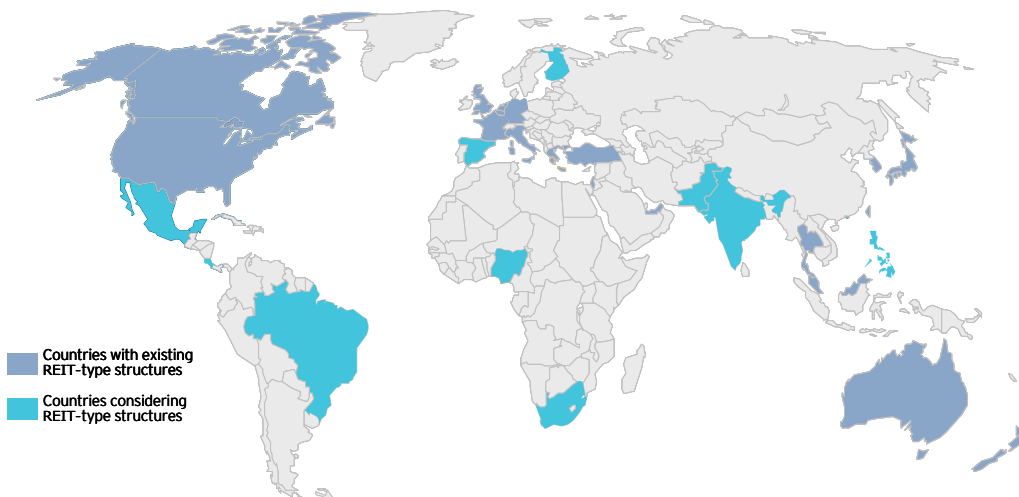 Countries with existing
REIT-type structures
Countries considering
REIT-type structures